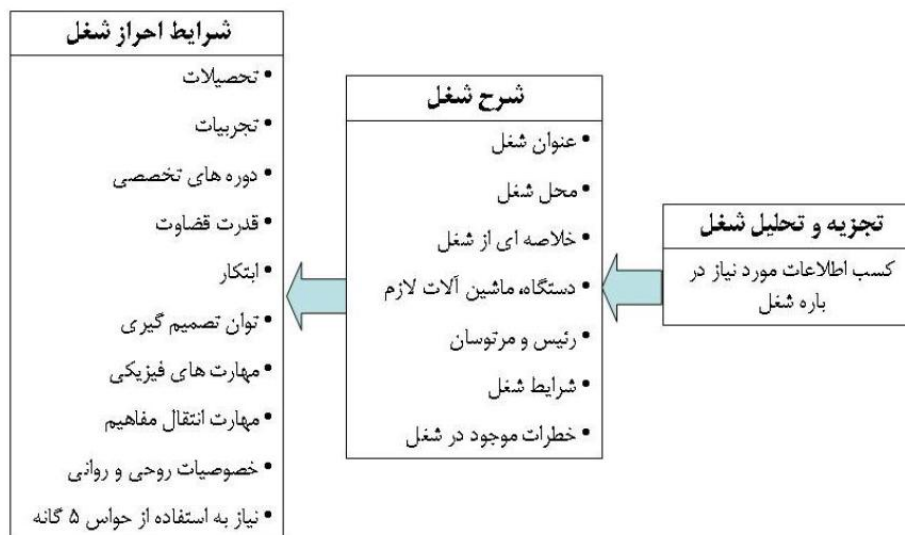 تجزیه و تحلیل شغل
کسب اطلاعات مورد نیاز در
باره شغل
شرح شغل
• عنوان شغل
• محل شغل
• خلاصه ای از شغل
• دستگاه، ماشین آلات لازم
• رئیس و مرتوسان
• شرایط شغل
• خطرات موجود در شغل
شرایط احراز شغل
• تحصیلات
• تجربیات
• دوره های تخصصی
• قدرت قضاوت
• ابتکار
• توان تصمیم گیری
• مهارت های فیزیکی
• مهارت انتقال مفاهیم
• خصوصیات روحی و روانی
• نیاز به استفاده از حواس ۵ گانه